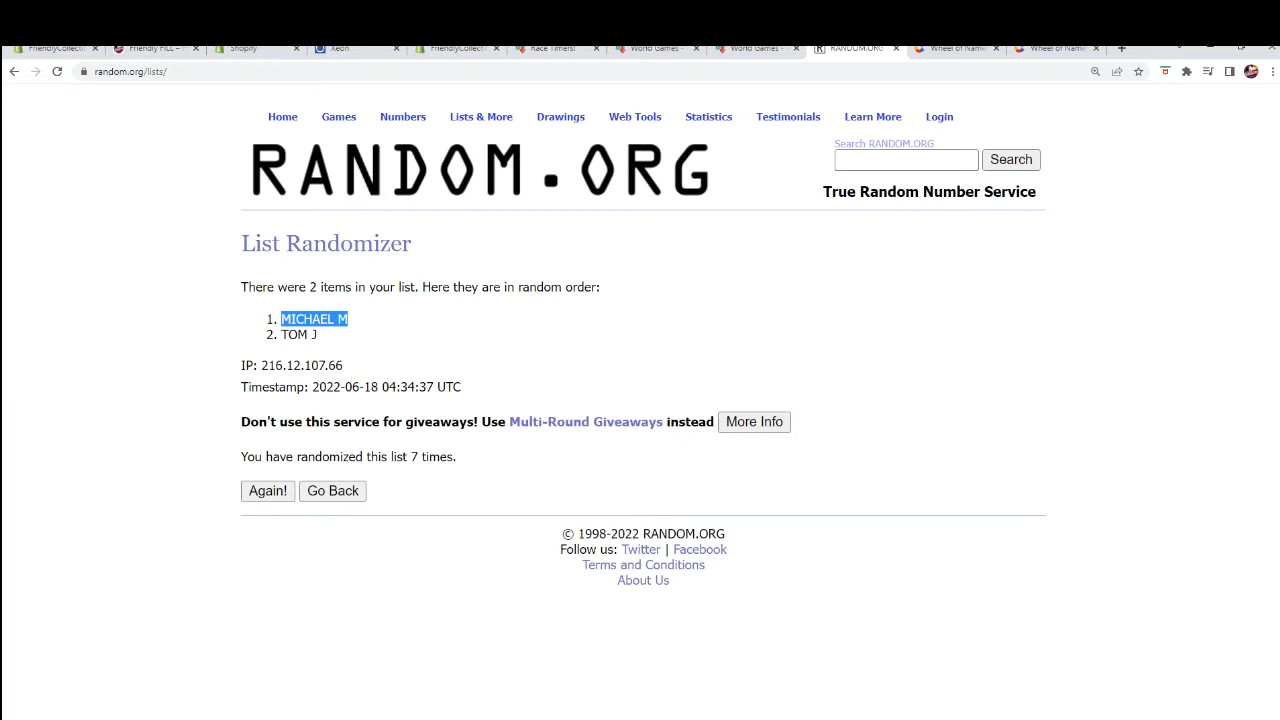 FriendlyCollecti
Friendly FILL -
Shopify
Xeon
FriendlyCollecti
Race Timers!
World Games -
World Games -
RANDOM.ORG
Wheel of Name
Wheel of Name
random.org/lists/
Home Games Numbers Lists & More Drawings Web Tools Statistics Testimonials Learn More Login
RANDOM.ORG
Search RANDOM.ORG
Search
True Random Number Service
List Randomizer
There were 2 items in your list. Here they are in random order:
1. MICHAEL M
2. TOM J
IP: 216.12.107.66
Timestamp: 2022-06-18 04:34:37 UTC
Don't use this service for giveaways! Use Multi-Round Giveaways instead More Info
You have randomized this list 7 times.
Again! Go Back
© 1998-2022 RANDOM.ORG
Follow us: Twitter | Facebook
Terms and Conditions
About Us